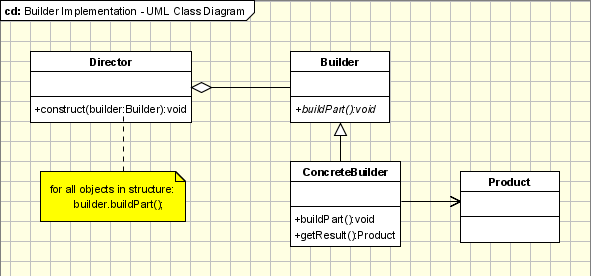 cd: Builder Implementation - UML Class Diagram
Director
+construct(builder:Builder):void
for all objects in structure:
builder.buildPart();
Builder
+buildPart():void
ConcreteBuilder
+buildPart():void
+getResult():Product
Product